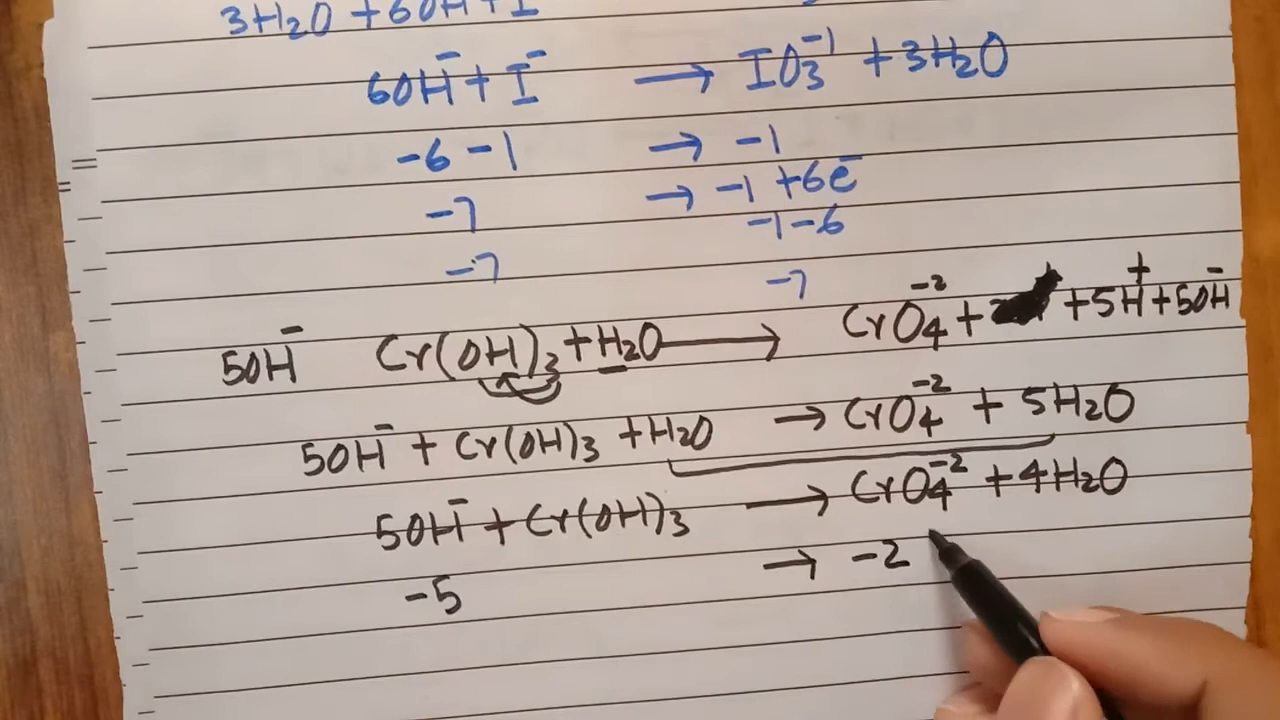 3H₂O + 6OH + I
6OH⁻ + I⁻ → IO₃⁻¹ + 3H₂O
-6 -1 → -1
-7 → -1 +6e⁻
-1-6
-7 -7
5OH⁻ Cr(OH)₃ + H₂O → CrO₄⁻² + + 5H⁺ + 5OH⁻
5OH⁻ + Cr(OH)₃ + H₂O → CrO₄⁻² + 5H₂O
5OH⁻ + Cr(OH)₃ → CrO₄⁻² + 4H₂O
-5 → -2